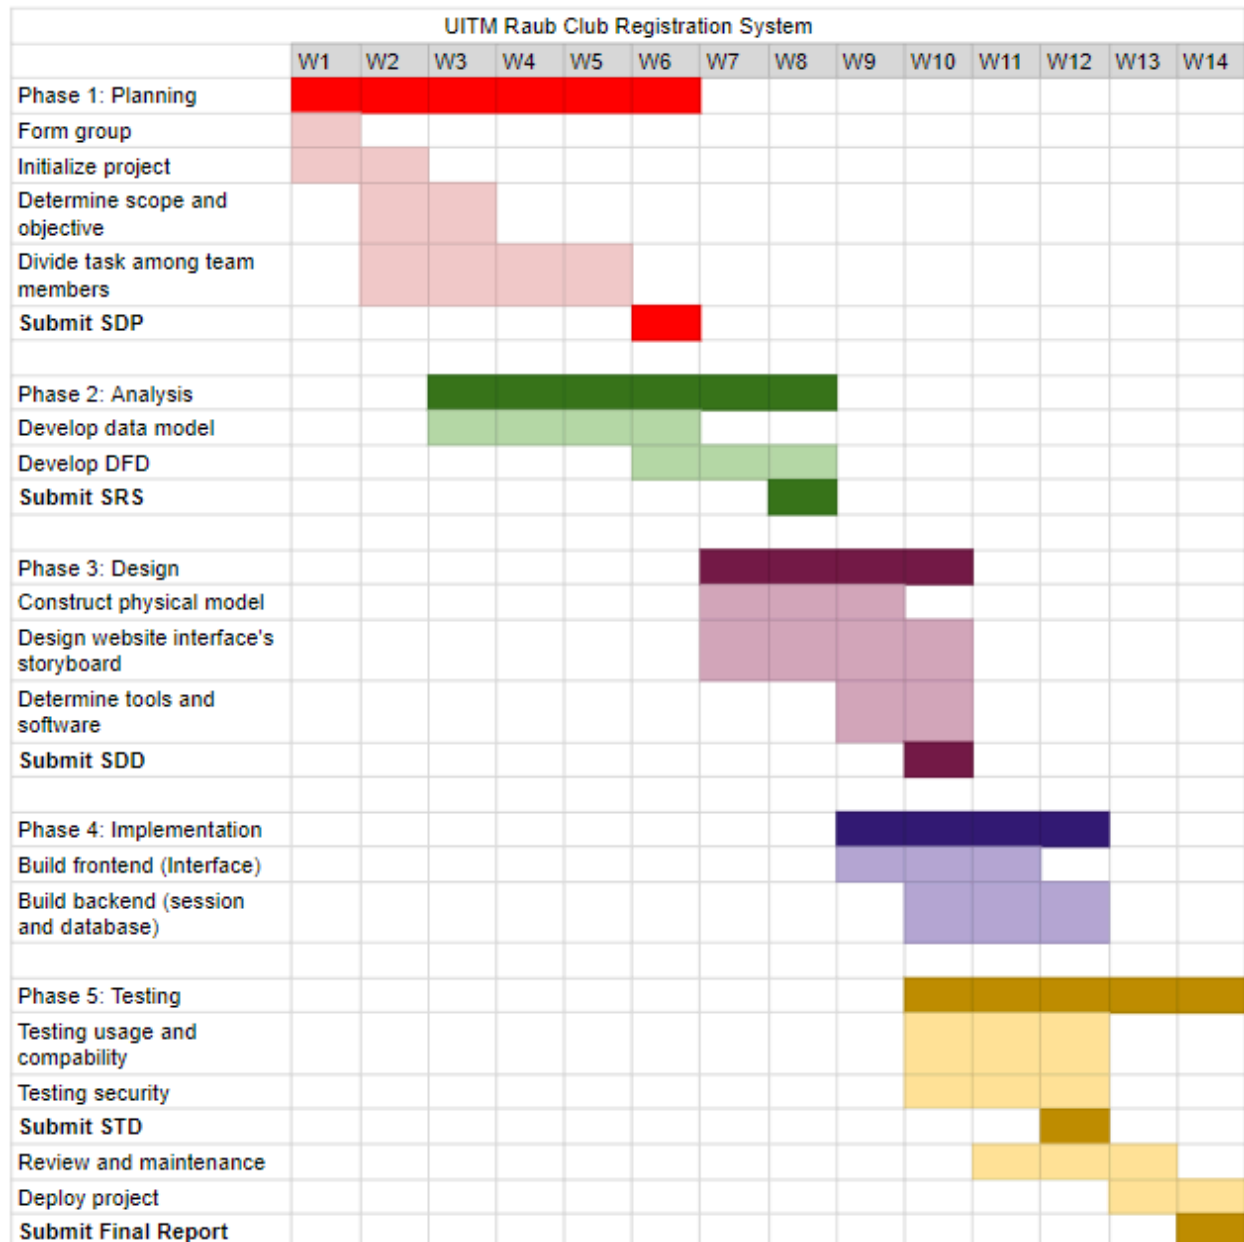 UITM Raub Club Registration System
W1 W2 W3 W4 W5 W6 W7 W8 W9 W10 W11 W12 W13 W14
Phase 1: Planning
Form group
Initialize project
Determine scope and
objective
Divide task among team
members
Submit SDP
Phase 2: Analysis
Develop data model
Develop DFD
Submit SRS
Phase 3: Design
Construct physical model
Design website interface's
storyboard
Determine tools and
software
Submit SDD
Phase 4: Implementation
Build frontend (Interface)
Build backend (session
and database)
Phase 5: Testing
Testing usage and
compability
Testing security
Submit STD
Review and maintenance
Deploy project
Submit Final Report